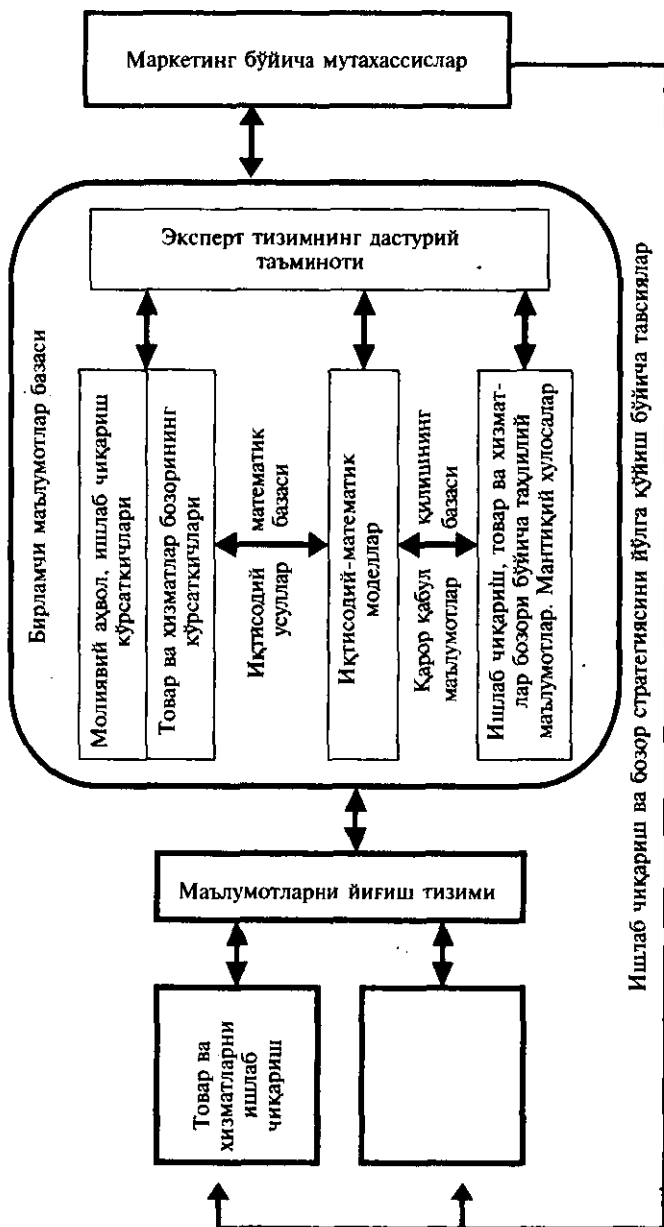 Маркетинг бўйича мутахассислар
Бирламчи маълумотлар базаси
Эксперт тизимнинг дастурий
таъминоти
Молиявий аҳвол, ишлаб чиқариш
кўрсаткичлари
Товар ва хизматлар бозорининг
кўрсаткичлари
Иқтисодий математик
усуллар базаси
Иқтисодий-математик
моделлар
Қарор қабул қилишнинг
маълумотлар базаси
Ишлаб чиқариш, товар ва хизмат-
лар бозори бўйича таҳлилий
маълумотлар. Мантиқий хулосалар
Маълумотларни йиғиш тизими
Товар ва
хизматларни
ишлаб
чиқариш
Ишлаб чиқариш ва бозор стратегиясини йўлга қўйиш бўйича тавсиялар